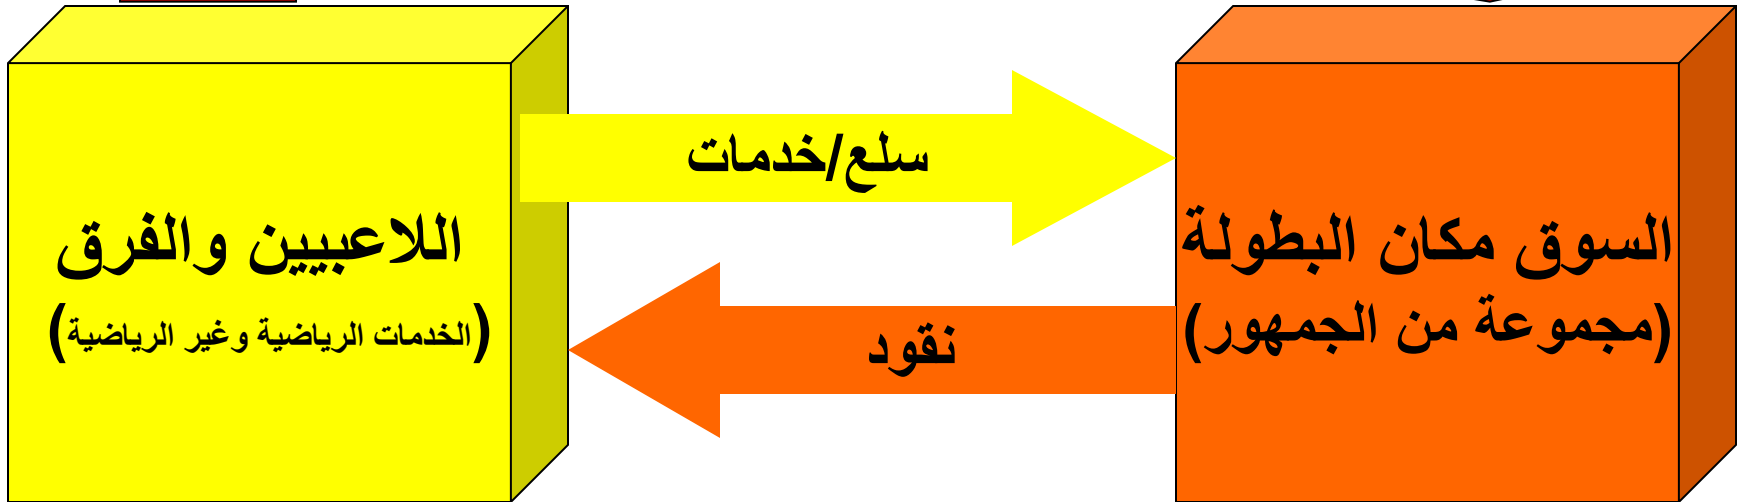 السوق مكان البطولة
(مجموعة من الجمهور)
سلع/خدمات
نقود
اللاعبيين والفرق
(الخدمات الرياضية وغير الرياضية)